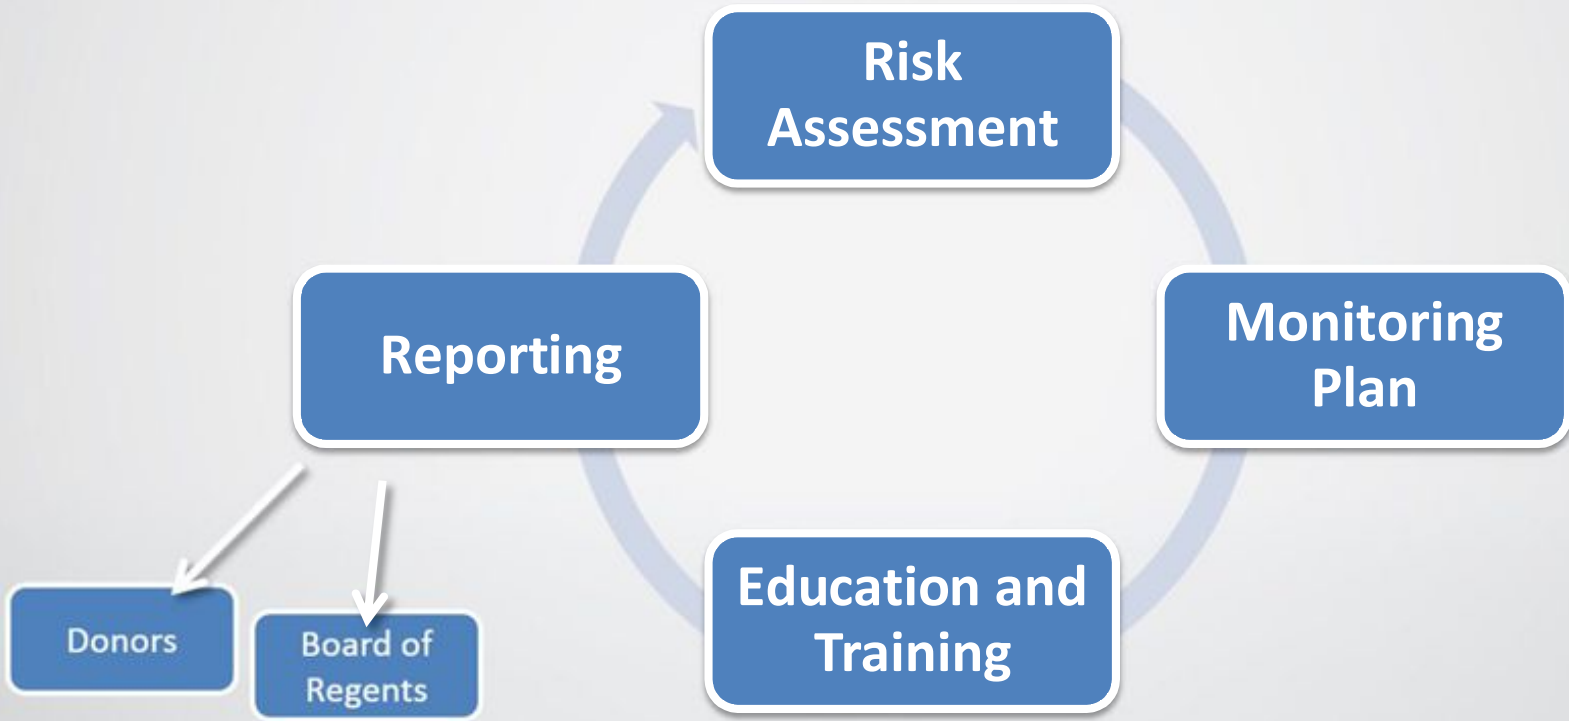 Risk
Assessment
Reporting
Monitoring
Plan
Education and
Training
Donors
Board of
Regents